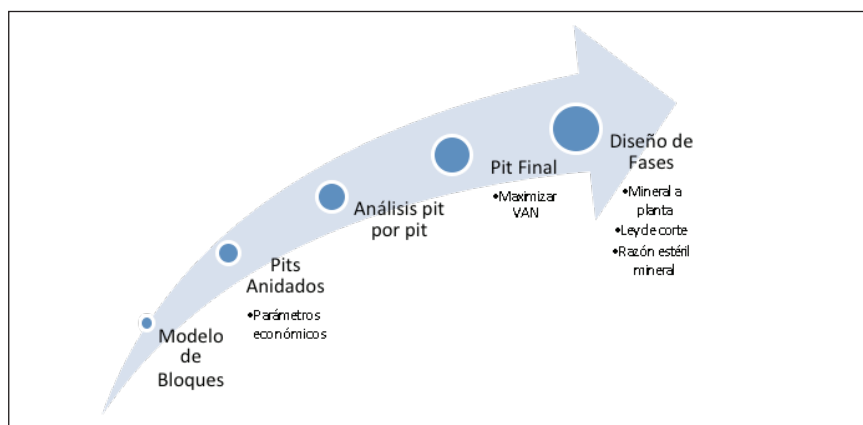 Modelo
de
Bloques
Pits
Anidados
•Parámetros
económicos
Análisis pit
por pit
Pit Final
•Maximizar
VAN
Diseño de
Fases
•Mineral a
planta
•Ley de corte
•Razón estéril
mineral